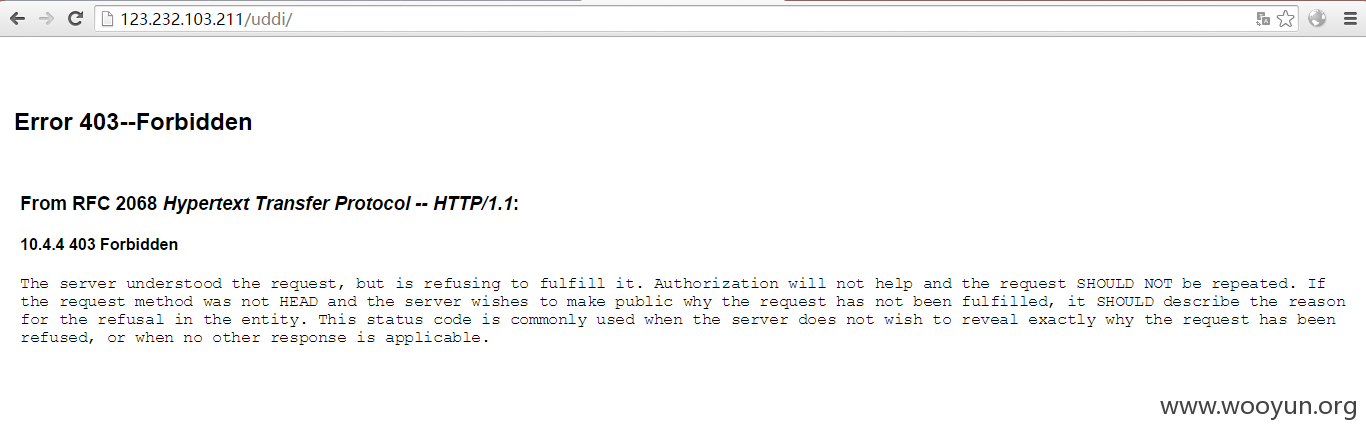 123.232.103.211/uddi/
Error 403--Forbidden
From RFC 2068 Hypertext Transfer Protocol -- HTTP/1.1:
10.4.4 403 Forbidden
The server understood the request, but is refusing to fulfill it. Authorization will not help and the request SHOULD NOT be repeated. If
the request method was not HEAD and the server wishes to make public why the request has not been fulfilled, it SHOULD describe the reason
for the refusal in the entity. This status code is commonly used when the server does not wish to reveal exactly why the request has been
refused, or when no other response is applicable.
www.wooyun.org